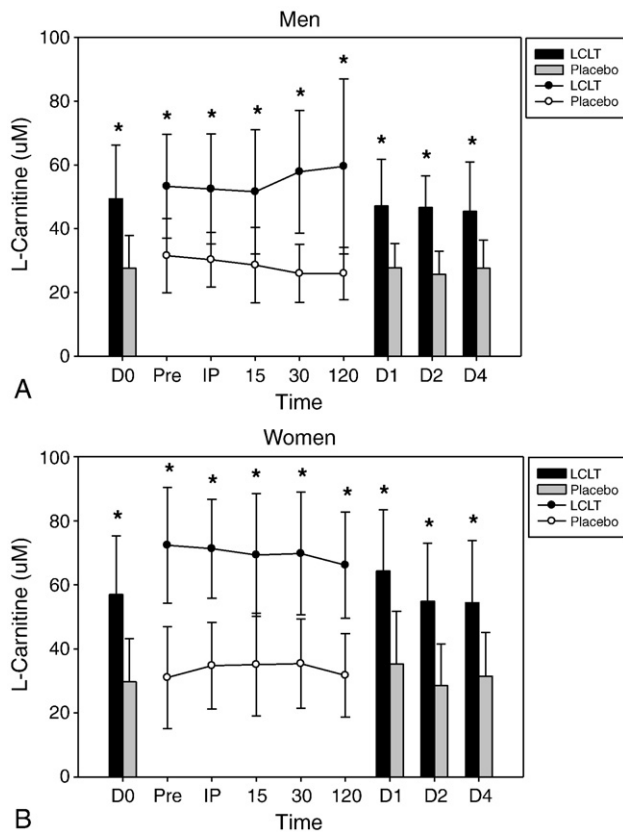 Men
100
80
60
40
20
0
L-Carnitine (uM)
* * * * * * * * *
D0 Pre IP 15 30 120 D1 D2 D4
Time
A
LCLT
Placebo
LCLT
Placebo
Women
100
80
60
40
20
0
L-Carnitine (uM)
* * * * * * * * *
D0 Pre IP 15 30 120 D1 D2 D4
Time
B
LCLT
Placebo
LCLT
Placebo